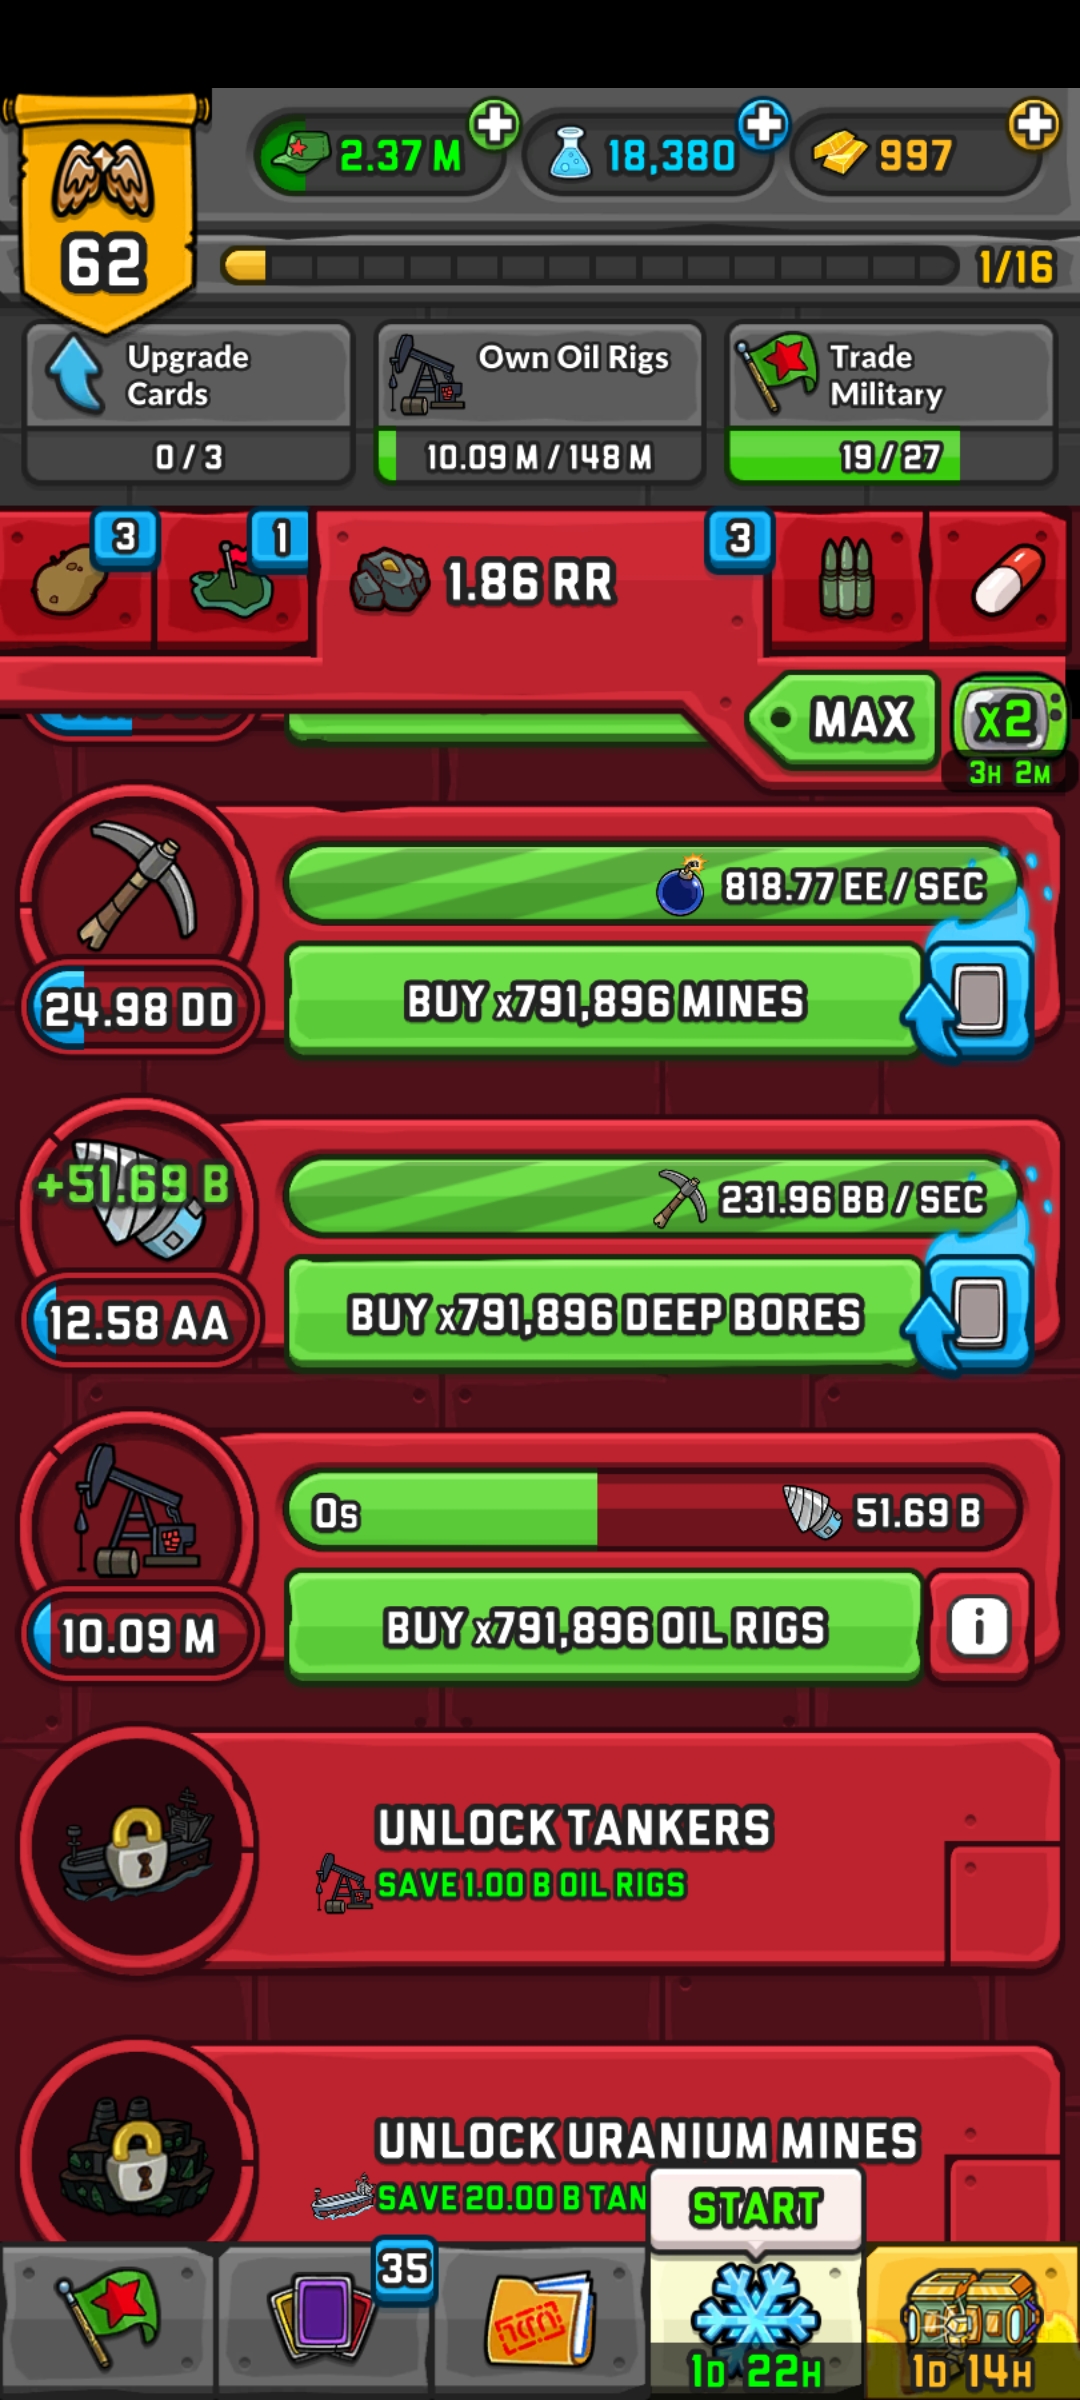 2.37 M
18,380
997
62
1/16
Upgrade
Cards
0 / 3
Own Oil Rigs
10.09 M / 148 M
Trade
Military
19 / 27
3
1
1.86 RR
3
MAX
x2
3H 2M
818.77 EE / SEC
24.98 DD
BUY x791,896 MINES
+51.69 B
231.96 BB / SEC
12.58 AA
BUY x791,896 DEEP BORES
0s
51.69 B
10.09 M
BUY x791,896 OIL RIGS
i
UNLOCK TANKERS
SAVE 1.00 B OIL RIGS
UNLOCK URANIUM MINES
SAVE 20.00 B TAN
START
35
1D 22H
1D 14H